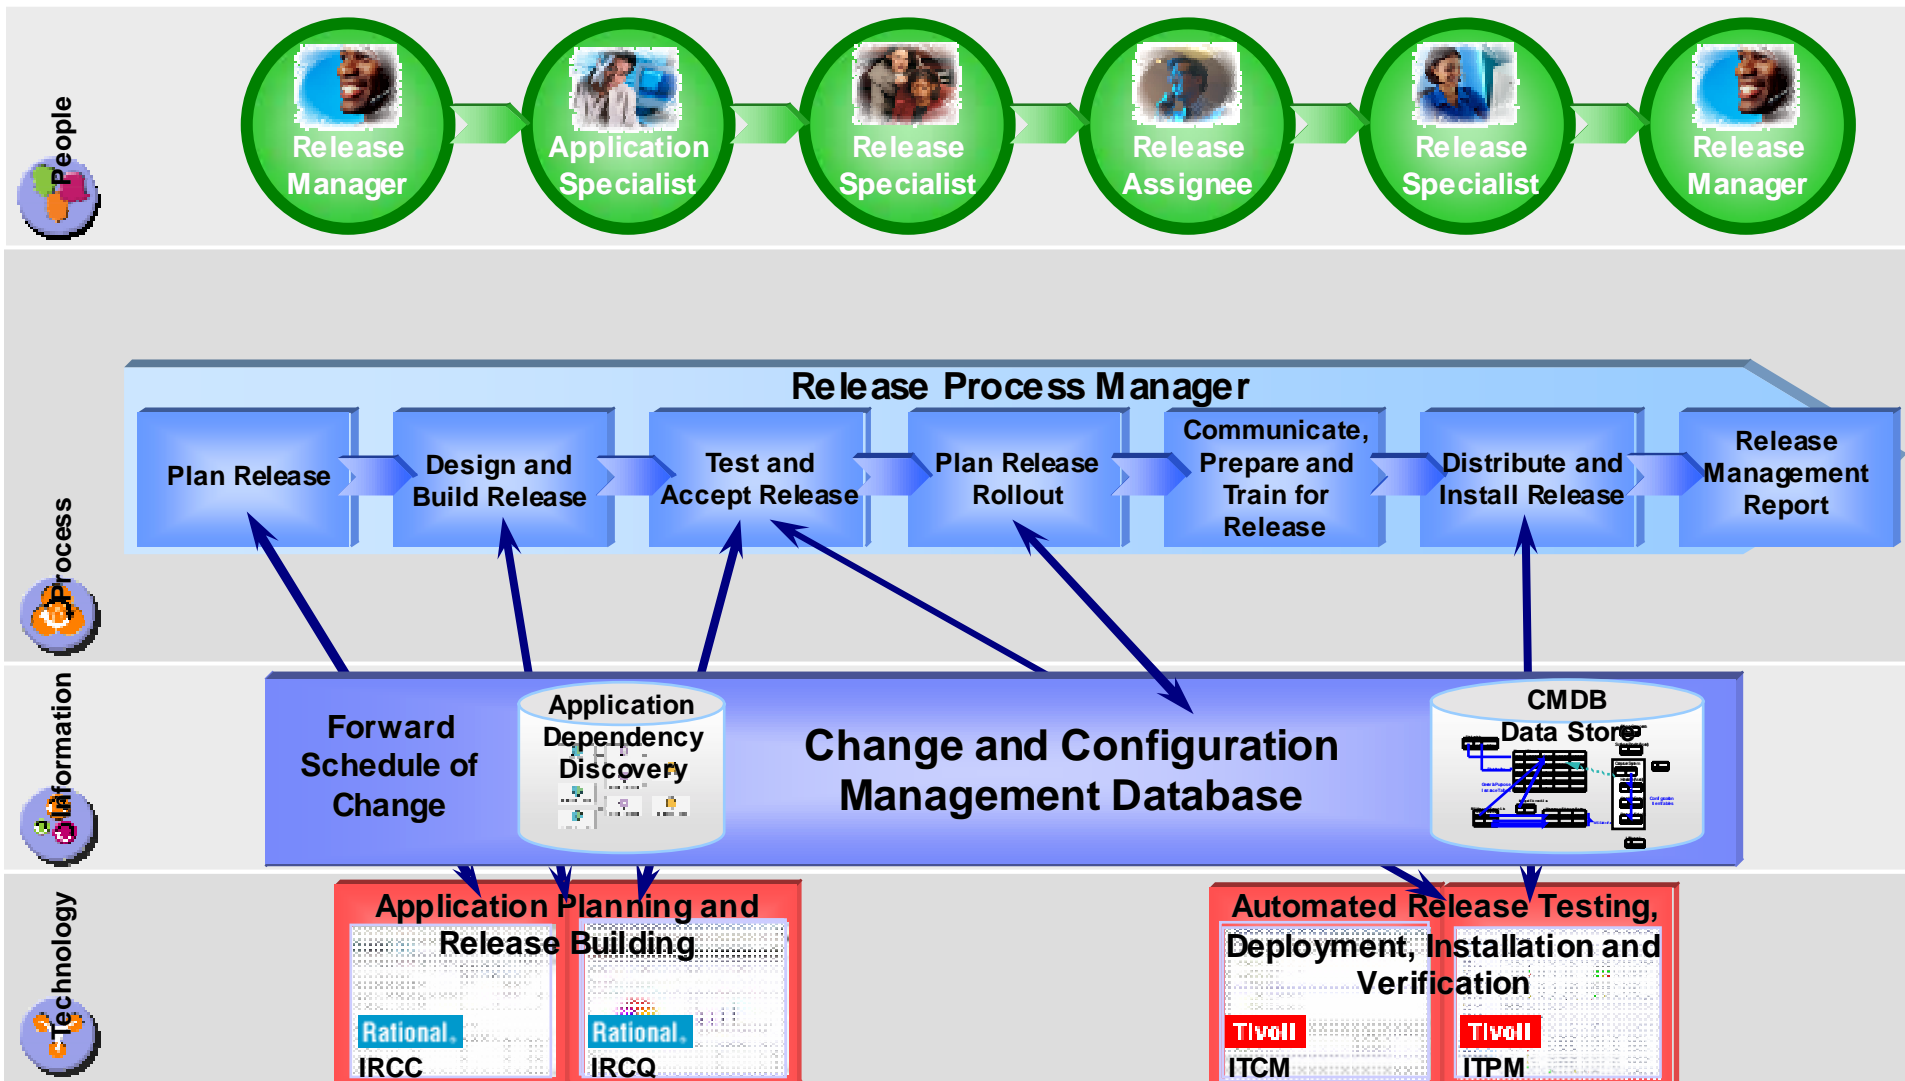 People
Release
Manager
Application
Specialist
Release
Specialist
Release
Assignee
Release
Specialist
Release
Manager
Process
Release Process Manager
Plan Release
Design and
Build Release
Test and
Accept Release
Plan Release
Rollout
Communicate,
Prepare and
Train for
Release
Distribute and
Install Release
Release
Management
Report
Information
Forward
Schedule of
Change
Application
Dependency
Discovery
Change and Configuration
Management Database
CMDB
Data Store
Technology
Application Planning and
Release Building
Rational.
IRCC
Rational.
IRCQ
Automated Release Testing,
Deployment, Installation and
Verification
Tivoli
ITCM
Tivoli
ITPM